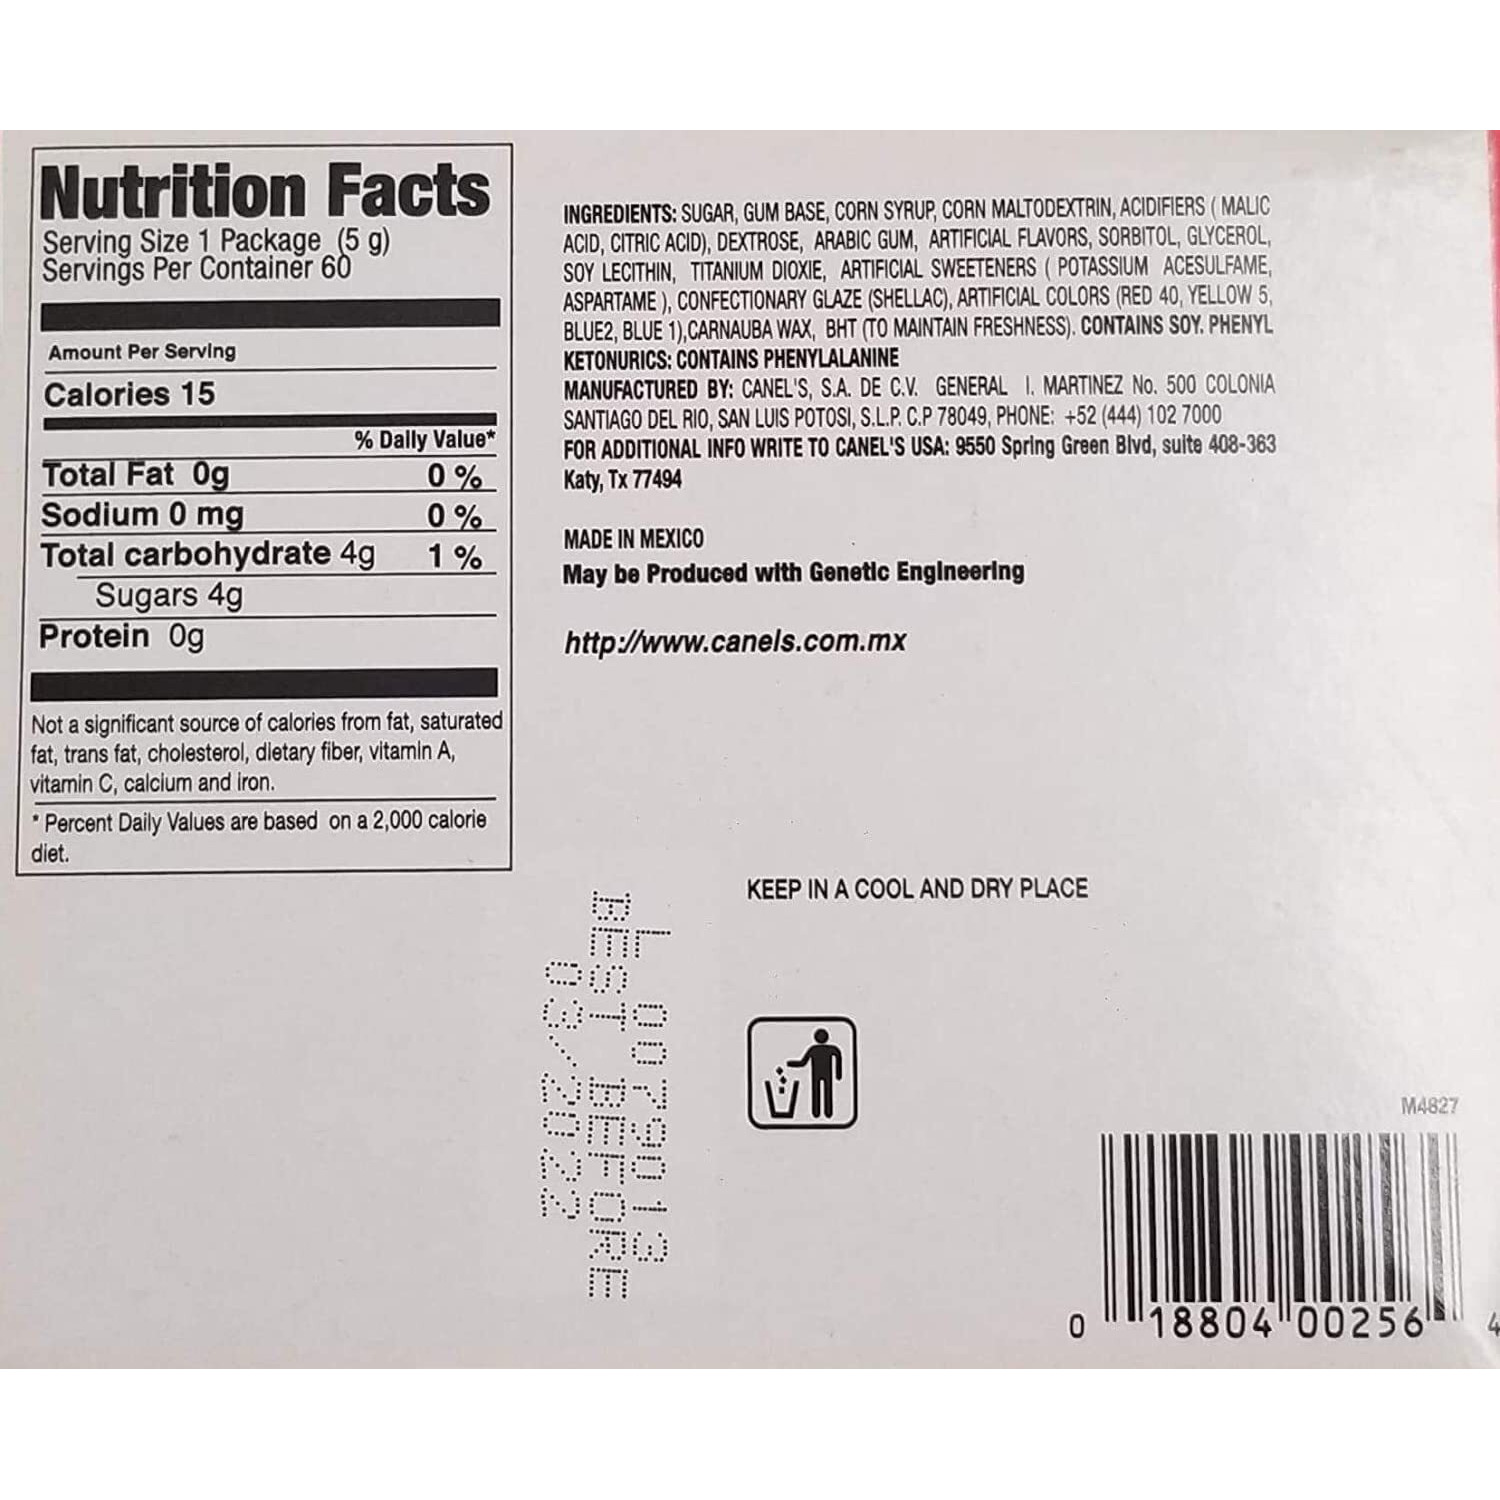 Nutrition Facts
Serving Size 1 Package (5 g)
Servings Per Container 60
Amount Per Serving
Calories 15
% Daily Value*
Total Fat 0g 0 %
Sodium 0 mg 0 %
Total carbohydrate 4g 1 %
Sugars 4g
Protein 0g
Not a significant source of calories from fat, saturated
fat, trans fat, cholesterol, dietary fiber, vitamin A,
vitamin C, calcium and iron.
* Percent Daily Values are based on a 2,000 calorie
diet.
INGREDIENTS: SUGAR, GUM BASE, CORN SYRUP, CORN MALTODEXTRIN, ACIDIFIERS ( MALIC
ACID, CITRIC ACID), DEXTROSE, ARABIC GUM, ARTIFICIAL FLAVORS, SORBITOL, GLYCEROL,
SOY LECITHIN, TITANIUM DIOXIE, ARTIFICIAL SWEETENERS ( POTASSIUM ACESULFAME,
ASPARTAME ), CONFECTIONARY GLAZE (SHELLAC), ARTIFICIAL COLORS (RED 40, YELLOW 5,
BLUE2, BLUE 1),CARNAUBA WAX, BHT (TO MAINTAIN FRESHNESS). CONTAINS SOY. PHENYL
KETONURICS: CONTAINS PHENYLALANINE
MANUFACTURED BY: CANEL'S, S.A. DE C.V. GENERAL I. MARTINEZ No. 500 COLONIA
SANTIAGO DEL RIO, SAN LUIS POTOSI, S.L.P. C.P 78049, PHONE: +52 (444) 102 7000
FOR ADDITIONAL INFO WRITE TO CANEL'S USA: 9550 Spring Green Blvd, suite 408-363
Katy, Tx 77494
MADE IN MEXICO
May be Produced with Genetic Engineering
http://www.canels.com.mx
KEEP IN A COOL AND DRY PLACE
L 0079013
BEST BEFORE
03/2022
M4827
0 18804 00256 4